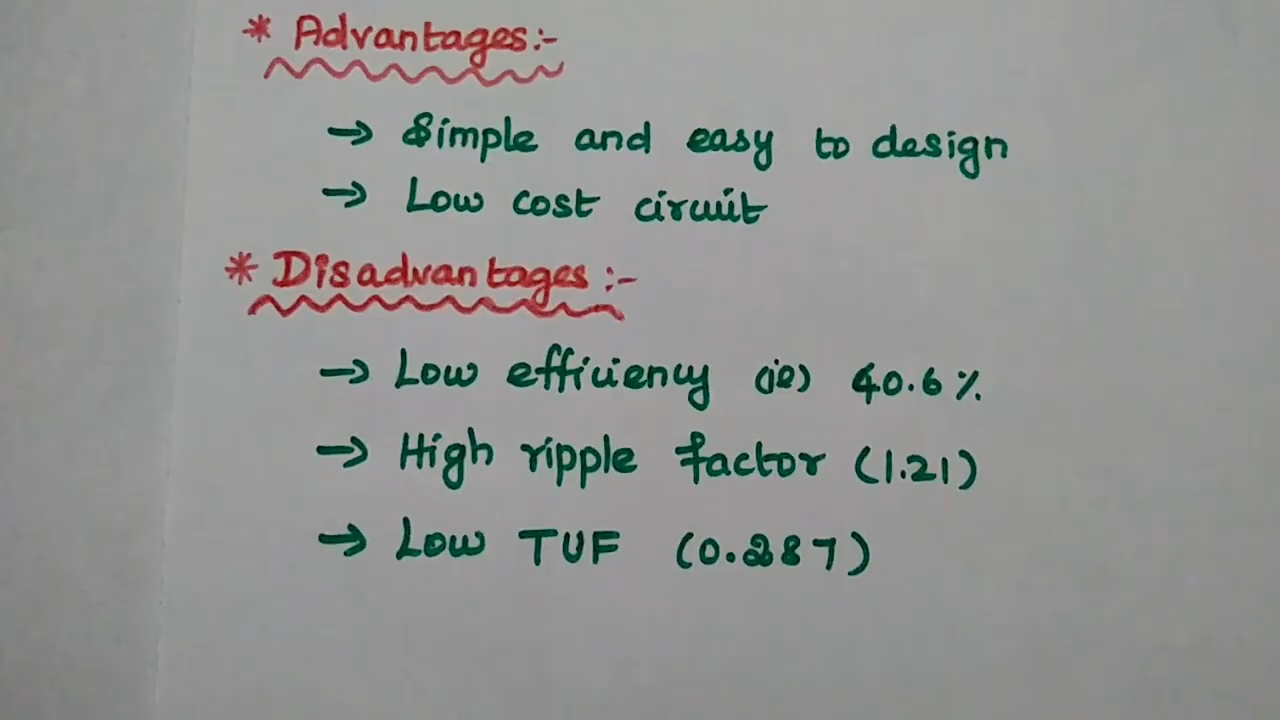 * Advantages:-
→ Simple and easy to design
→ Low cost circuit
* Disadvantages :-
→ Low efficiency (ie) 40.6%
→ High ripple factor (1.21)
→ Low TUF (0.287)